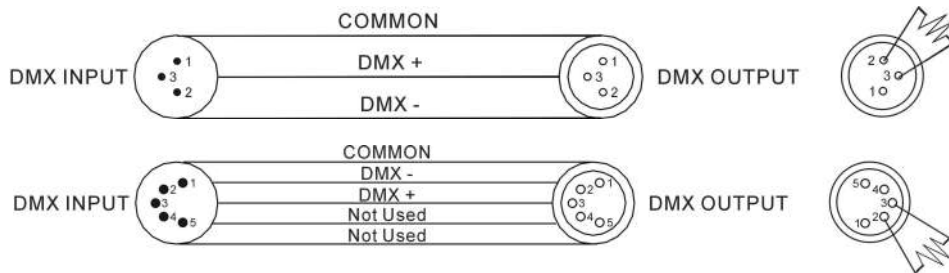 COMMON
DMX INPUT
1
3
2
DMX +
DMX -
1
3
2
DMX OUTPUT
2
3
1
COMMON
DMX -
DMX +
Not Used
Not Used
DMX INPUT
1
2
3
4
5
1
2
3
4
5
DMX OUTPUT
5
4
3
2
1